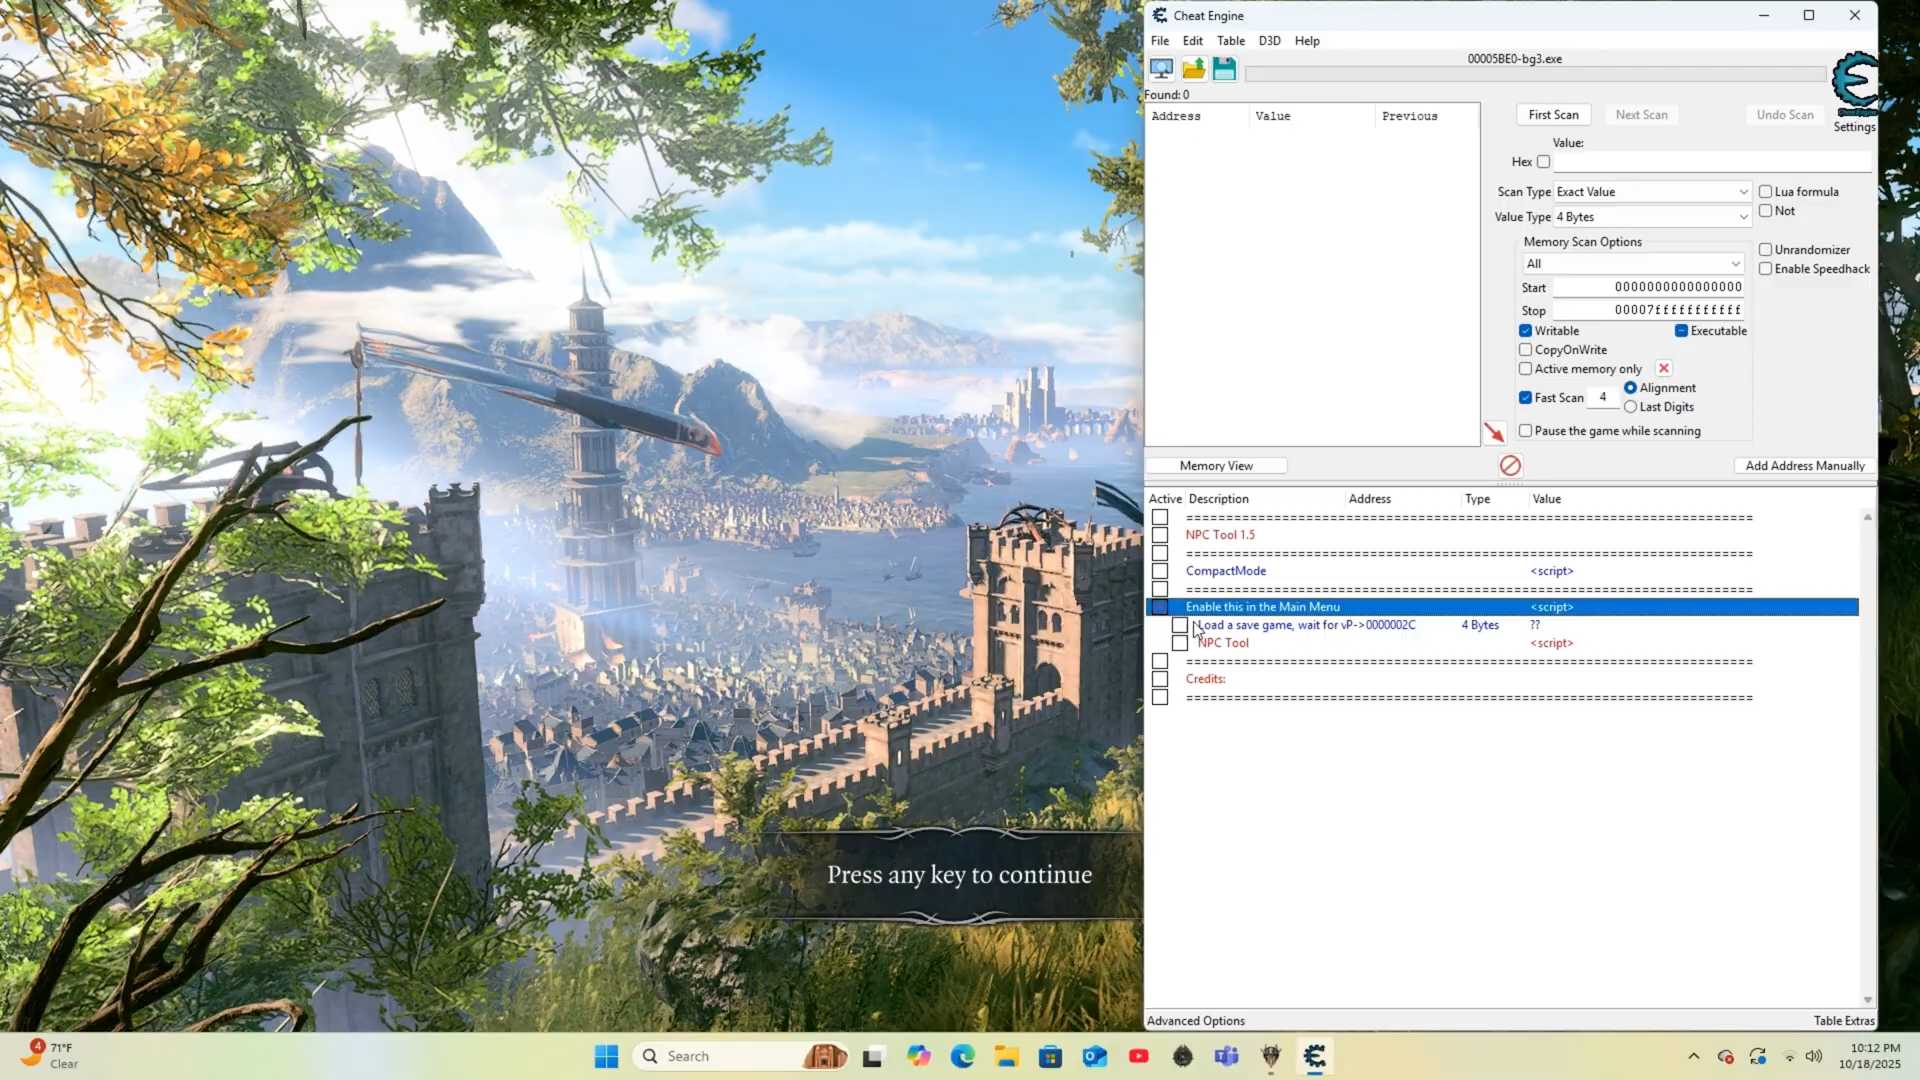 Cheat Engine
File Edit Table D3D Help
00005BE0-bg3.exe
Found: 0
Address Value Previous
First Scan Next Scan Undo Scan
Settings
Value:
Hex
Scan Type Exact Value Lua formula
Not
Value Type 4 Bytes
Memory Scan Options
All
Unrandomizer
Enable Speedhack
Start 0000000000000000
Stop 00007fffffffffff
Writable Executable
CopyOnWrite
Active memory only
Fast Scan 4 Alignment
Last Digits
Pause the game while scanning
Memory View Add Address Manually
Active Description Address Type Value
=======================================================================
NPC Tool 1.5
=======================================================================
CompactMode <script>
=======================================================================
Enable this in the Main Menu <script>
Load a save game, wait for vP->0000002C 4 Bytes ??
NPC Tool <script>
=======================================================================
Credits:
=======================================================================
Press any key to continue
Advanced Options Table Extras
4
71°F
Clear
Search
10:12 PM
10/18/2025